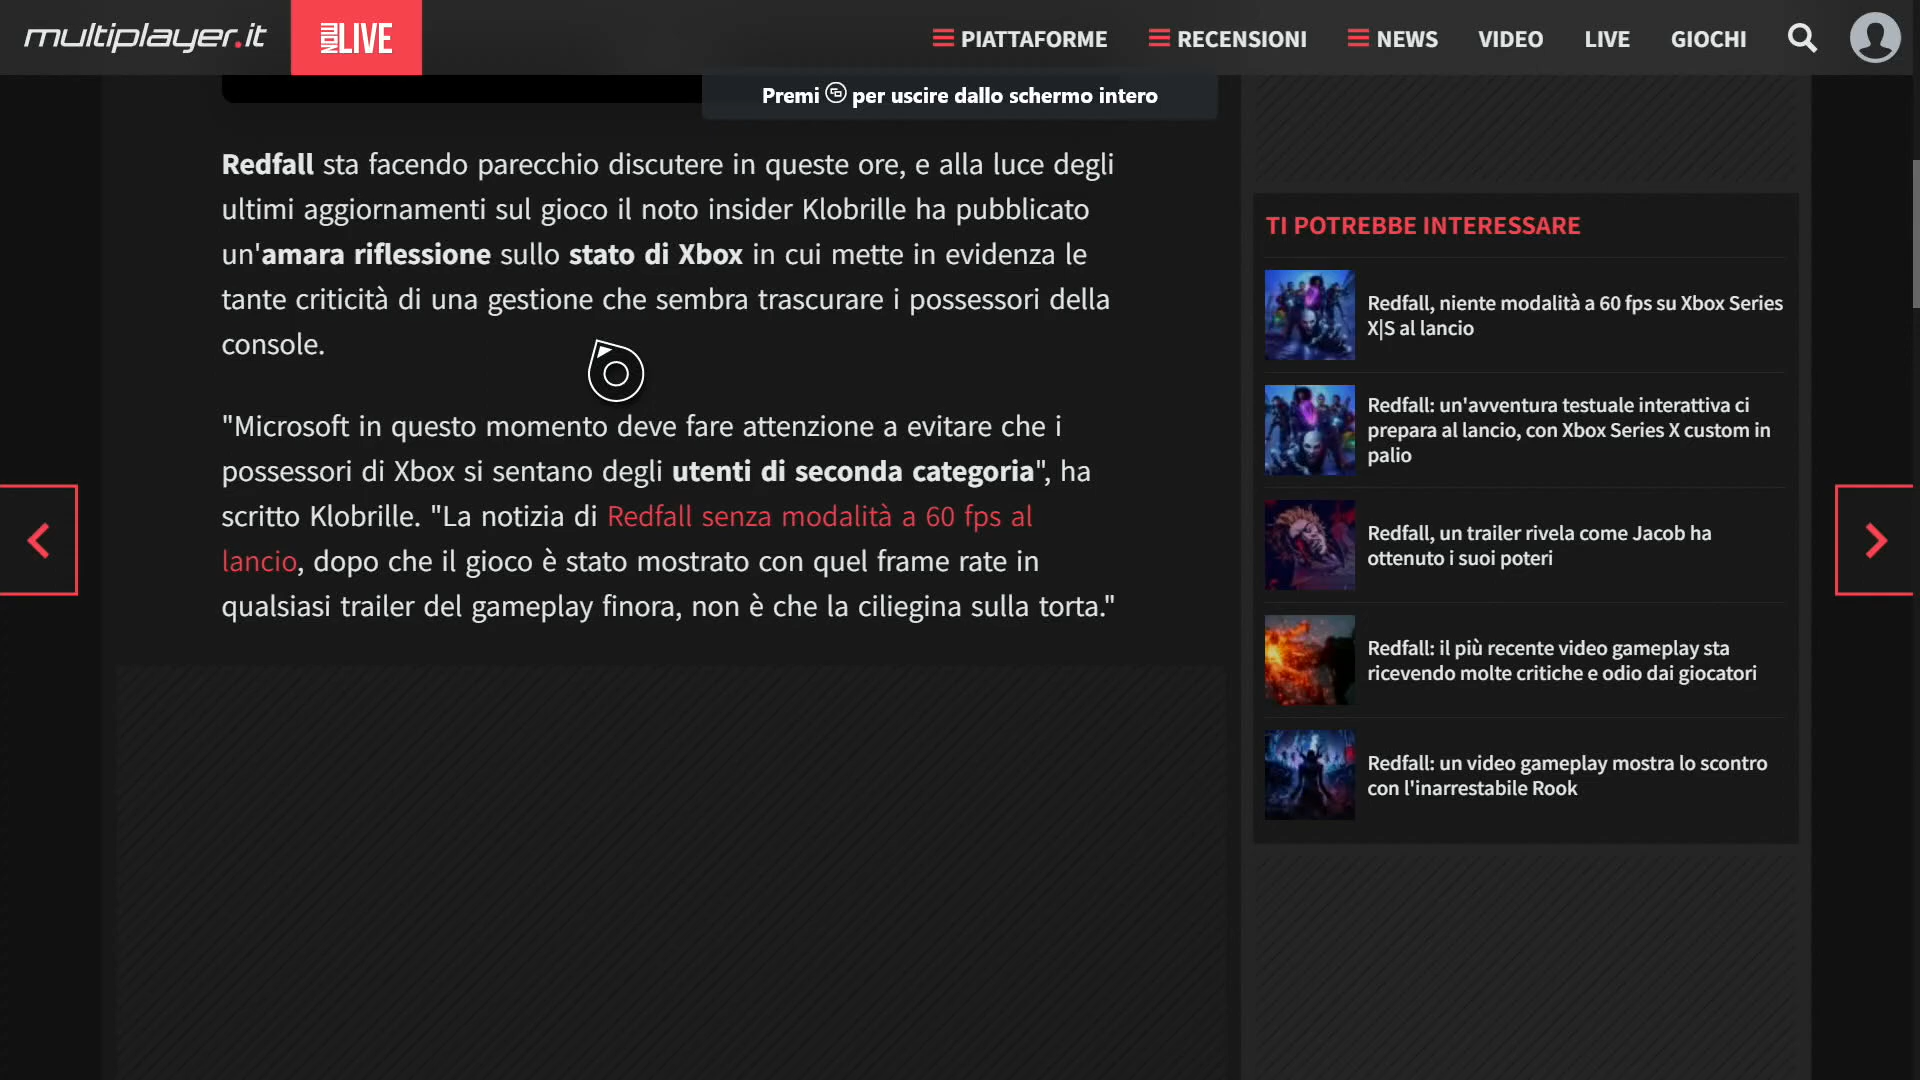 multiplayer.it
NOW LIVE
PIATTAFORME
RECENSIONI
NEWS
VIDEO
LIVE
GIOCHI
Premi per uscire dallo schermo intero
Redfall sta facendo parecchio discutere in queste ore, e alla luce degli
ultimi aggiornamenti sul gioco il noto insider Klobrille ha pubblicato
un'amara riflessione sullo stato di Xbox in cui mette in evidenza le
tante criticità di una gestione che sembra trascurare i possessori della
console.
"Microsoft in questo momento deve fare attenzione a evitare che i
possessori di Xbox si sentano degli utenti di seconda categoria", ha
scritto Klobrille. "La notizia di Redfall senza modalità a 60 fps al
lancio, dopo che il gioco è stato mostrato con quel frame rate in
qualsiasi trailer del gameplay finora, non è che la ciliegina sulla torta."
TI POTREBBE INTERESSARE
Redfall, niente modalità a 60 fps su Xbox Series
X|S al lancio
Redfall: un'avventura testuale interattiva ci
prepara al lancio, con Xbox Series X custom in
palio
Redfall, un trailer rivela come Jacob ha
ottenuto i suoi poteri
Redfall: il più recente video gameplay sta
ricevendo molte critiche e odio dai giocatori
Redfall: un video gameplay mostra lo scontro
con l'inarrestabile Rook